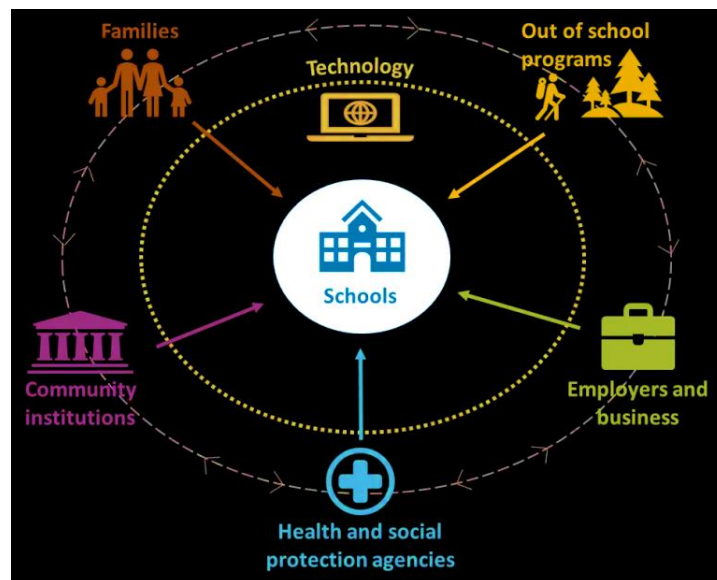 Families
Out of school
programs
Technology
Schools
Community
institutions
Employers and
business
Health and social
protection agencies